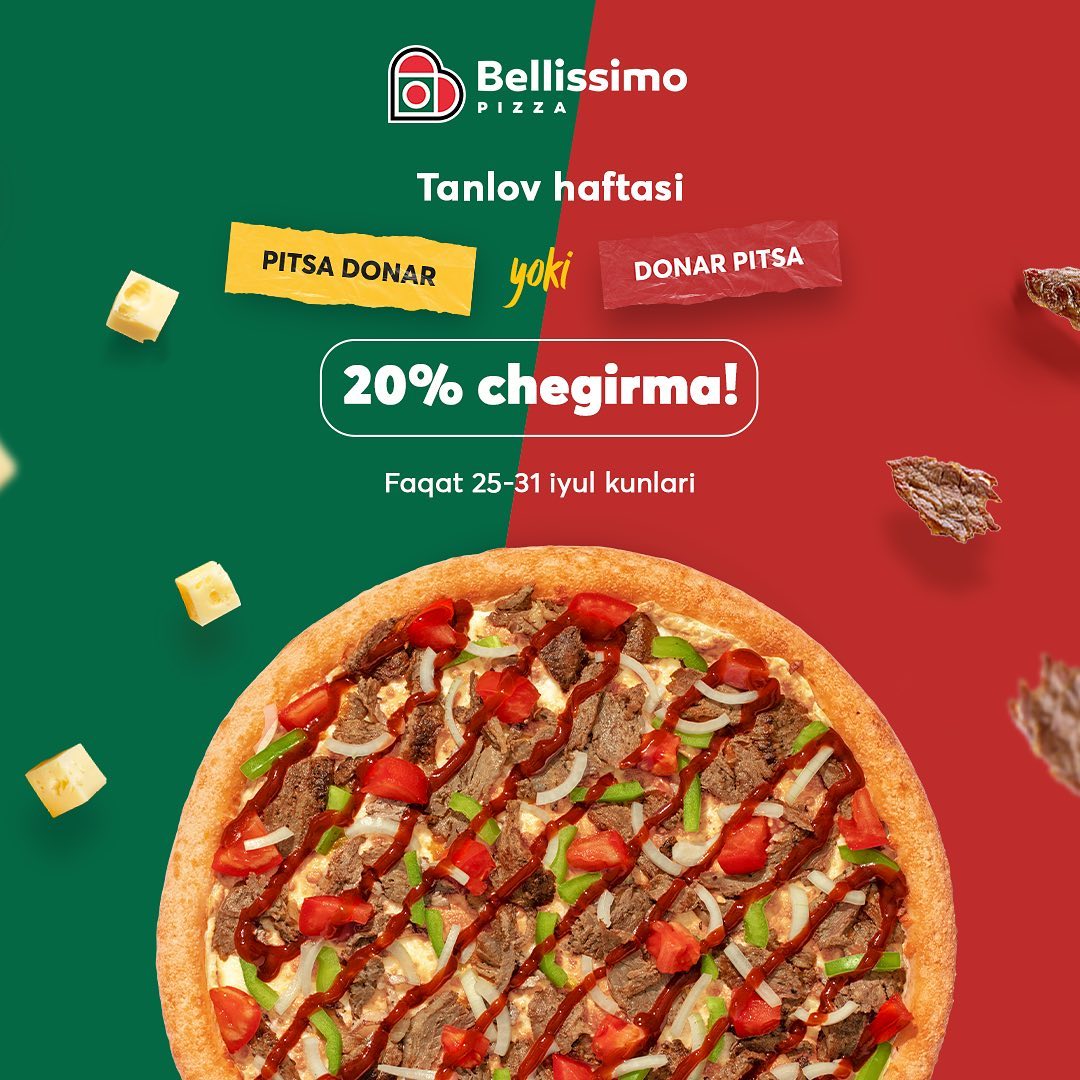 Bellissimo
PIZZA
Tanlov haftasi
PITSA DONAR yoki DONAR PITSA
20% chegirma!
Faqat 25-31 iyul kunlari